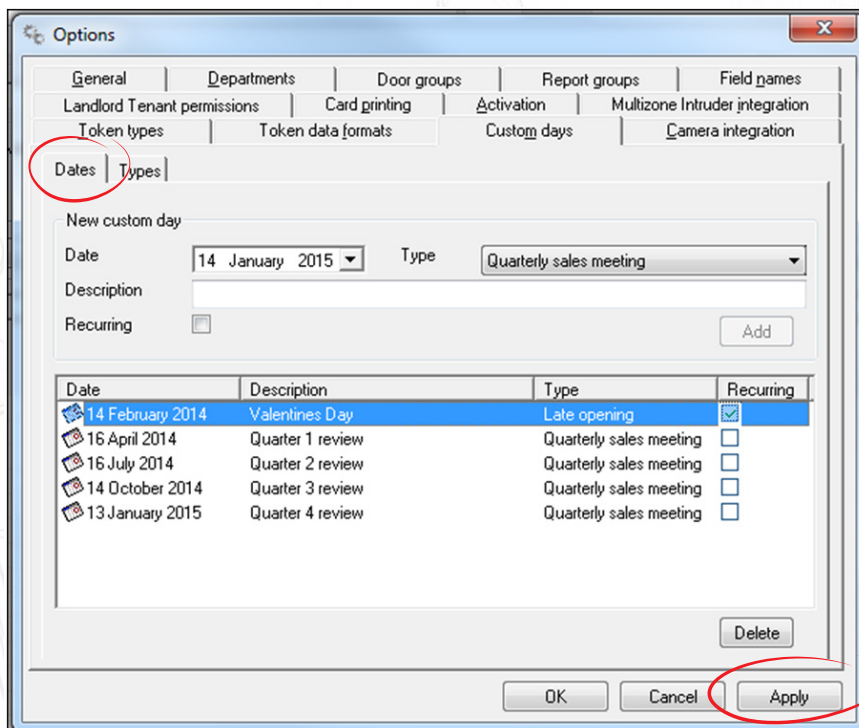 Options
General Departments Door groups Report groups Field names
Landlord Tenant permissions Card printing Activation Multizone Intruder integration
Token types Token data formats Custom days Camera integration
Dates Types
New custom day
Date 14 January 2015 Type Quarterly sales meeting
Description
Recurring
Add
Date Description Type Recurring
14 February 2014 Valentines Day Late opening
16 April 2014 Quarter 1 review Quarterly sales meeting
16 July 2014 Quarter 2 review Quarterly sales meeting
14 October 2014 Quarter 3 review Quarterly sales meeting
13 January 2015 Quarter 4 review Quarterly sales meeting
Delete
OK Cancel Apply